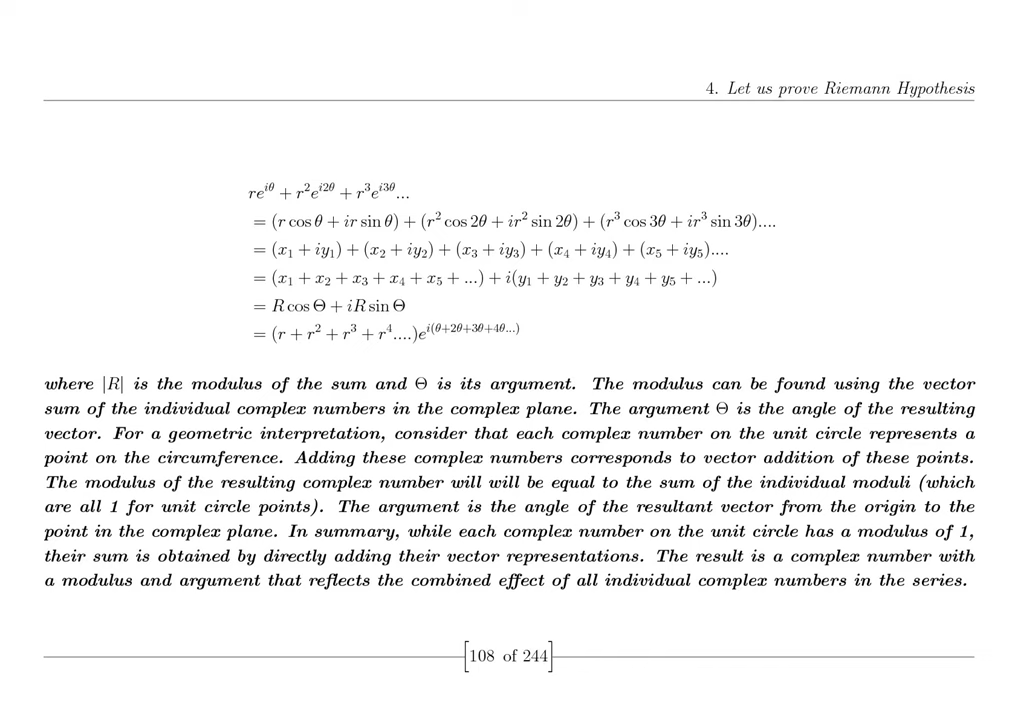 4. Let us prove Riemann Hypothesis
re^{iθ} + r^2e^{i2θ} + r^3e^{i3θ}...
= (r cos θ + ir sin θ) + (r^2 cos 2θ + ir^2 sin 2θ) + (r^3 cos 3θ + ir^3 sin 3θ)....
= (x_1 + iy_1) + (x_2 + iy_2) + (x_3 + iy_3) + (x_4 + iy_4) + (x_5 + iy_5)....
= (x_1 + x_2 + x_3 + x_4 + x_5 + ...) + i(y_1 + y_2 + y_3 + y_4 + y_5 + ...)
= R cos Θ + iR sin Θ
= (r + r^2 + r^3 + r^4....)e^{i(θ+2θ+3θ+4θ...)}
where |R| is the modulus of the sum and Θ is its argument. The modulus can be found using the vector
sum of the individual complex numbers in the complex plane. The argument Θ is the angle of the resulting
vector. For a geometric interpretation, consider that each complex number on the unit circle represents a
point on the circumference. Adding these complex numbers corresponds to vector addition of these points.
The modulus of the resulting complex number will will be equal to the sum of the individual moduli (which
are all 1 for unit circle points). The argument is the angle of the resultant vector from the origin to the
point in the complex plane. In summary, while each complex number on the unit circle has a modulus of 1,
their sum is obtained by directly adding their vector representations. The result is a complex number with
a modulus and argument that reflects the combined effect of all individual complex numbers in the series.
[108 of 244]